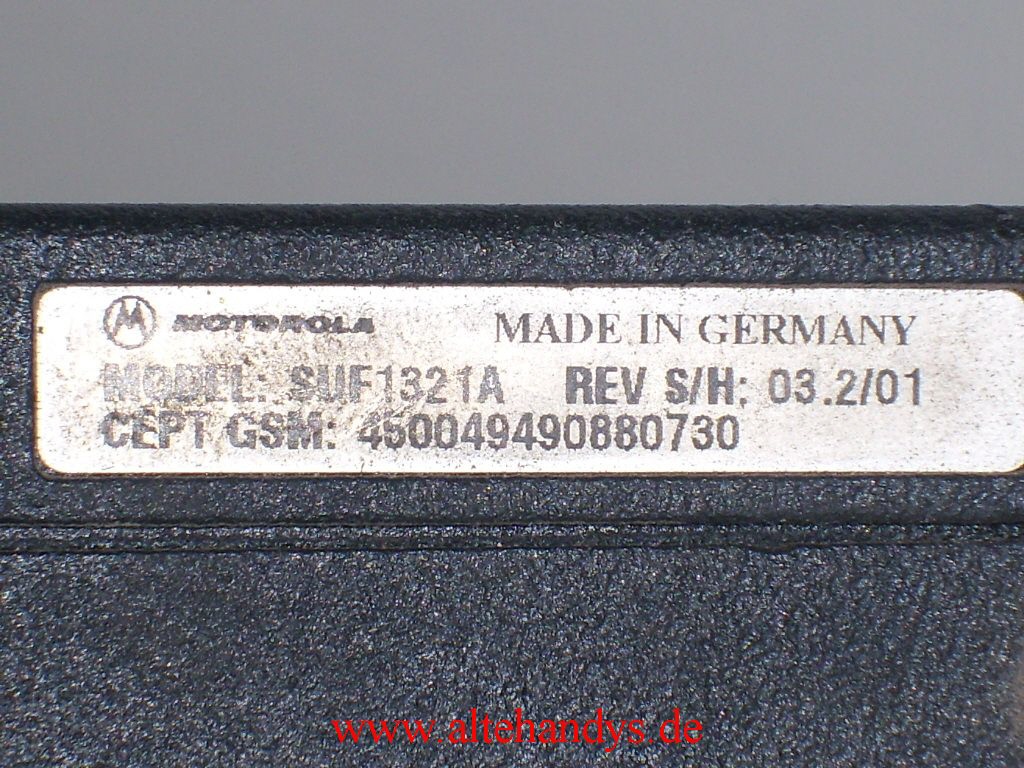 MOTOROLA MADE IN GERMANY
MODEL: SUF1321A REV S/H: 03.2/01
CEPT GSM: 450049490880730
www.altehandys.de